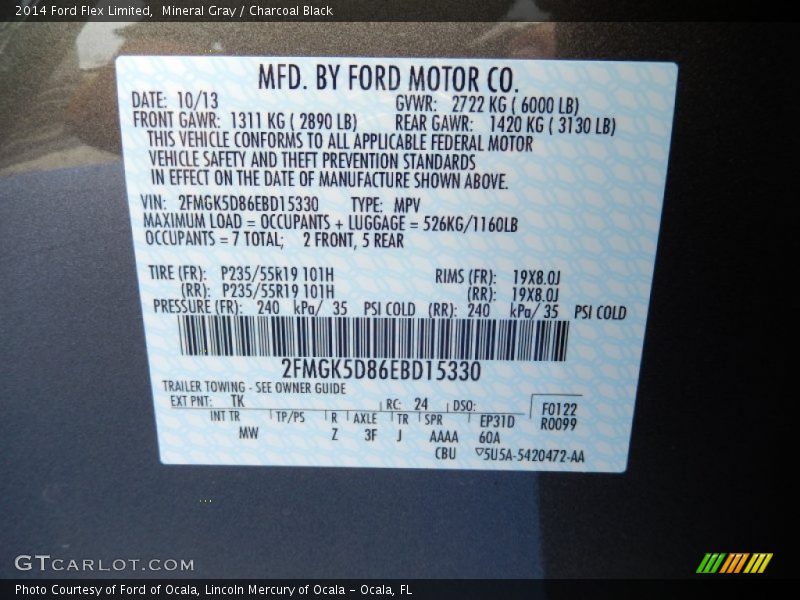 2014 Ford Flex Limited, Mineral Gray / Charcoal Black
MFD. BY FORD MOTOR CO.
DATE: 10/13 GVWR: 2722 KG ( 6000 LB)
FRONT GAWR: 1311 KG ( 2890 LB) REAR GAWR: 1420 KG ( 3130 LB)
THIS VEHICLE CONFORMS TO ALL APPLICABLE FEDERAL MOTOR
VEHICLE SAFETY AND THEFT PREVENTION STANDARDS
IN EFFECT ON THE DATE OF MANUFACTURE SHOWN ABOVE.
VIN: 2FMGK5D86EBD15330 TYPE: MPV
MAXIMUM LOAD = OCCUPANTS + LUGGAGE = 526KG/1160LB
OCCUPANTS = 7 TOTAL; 2 FRONT, 5 REAR
TIRE (FR): P235/55R19 101H RIMS (FR): 19X8.0J
(RR): P235/55R19 101H (RR): 19X8.0J
PRESSURE (FR): 240 kPa/ 35 PSI COLD (RR): 240 kPa/ 35 PSI COLD
2FMGK5D86EBD15330
TRAILER TOWING - SEE OWNER GUIDE
EXT PNT: TK RC: 24 DSO: F0122
INT TR TP/PS R AXLE TR SPR EP31D R0099
MW Z 3F J AAAA 60A
CBU ▽5U5A-5420472-AA
GTCARLOT.COM
Photo Courtesy of Ford of Ocala, Lincoln Mercury of Ocala - Ocala, FL